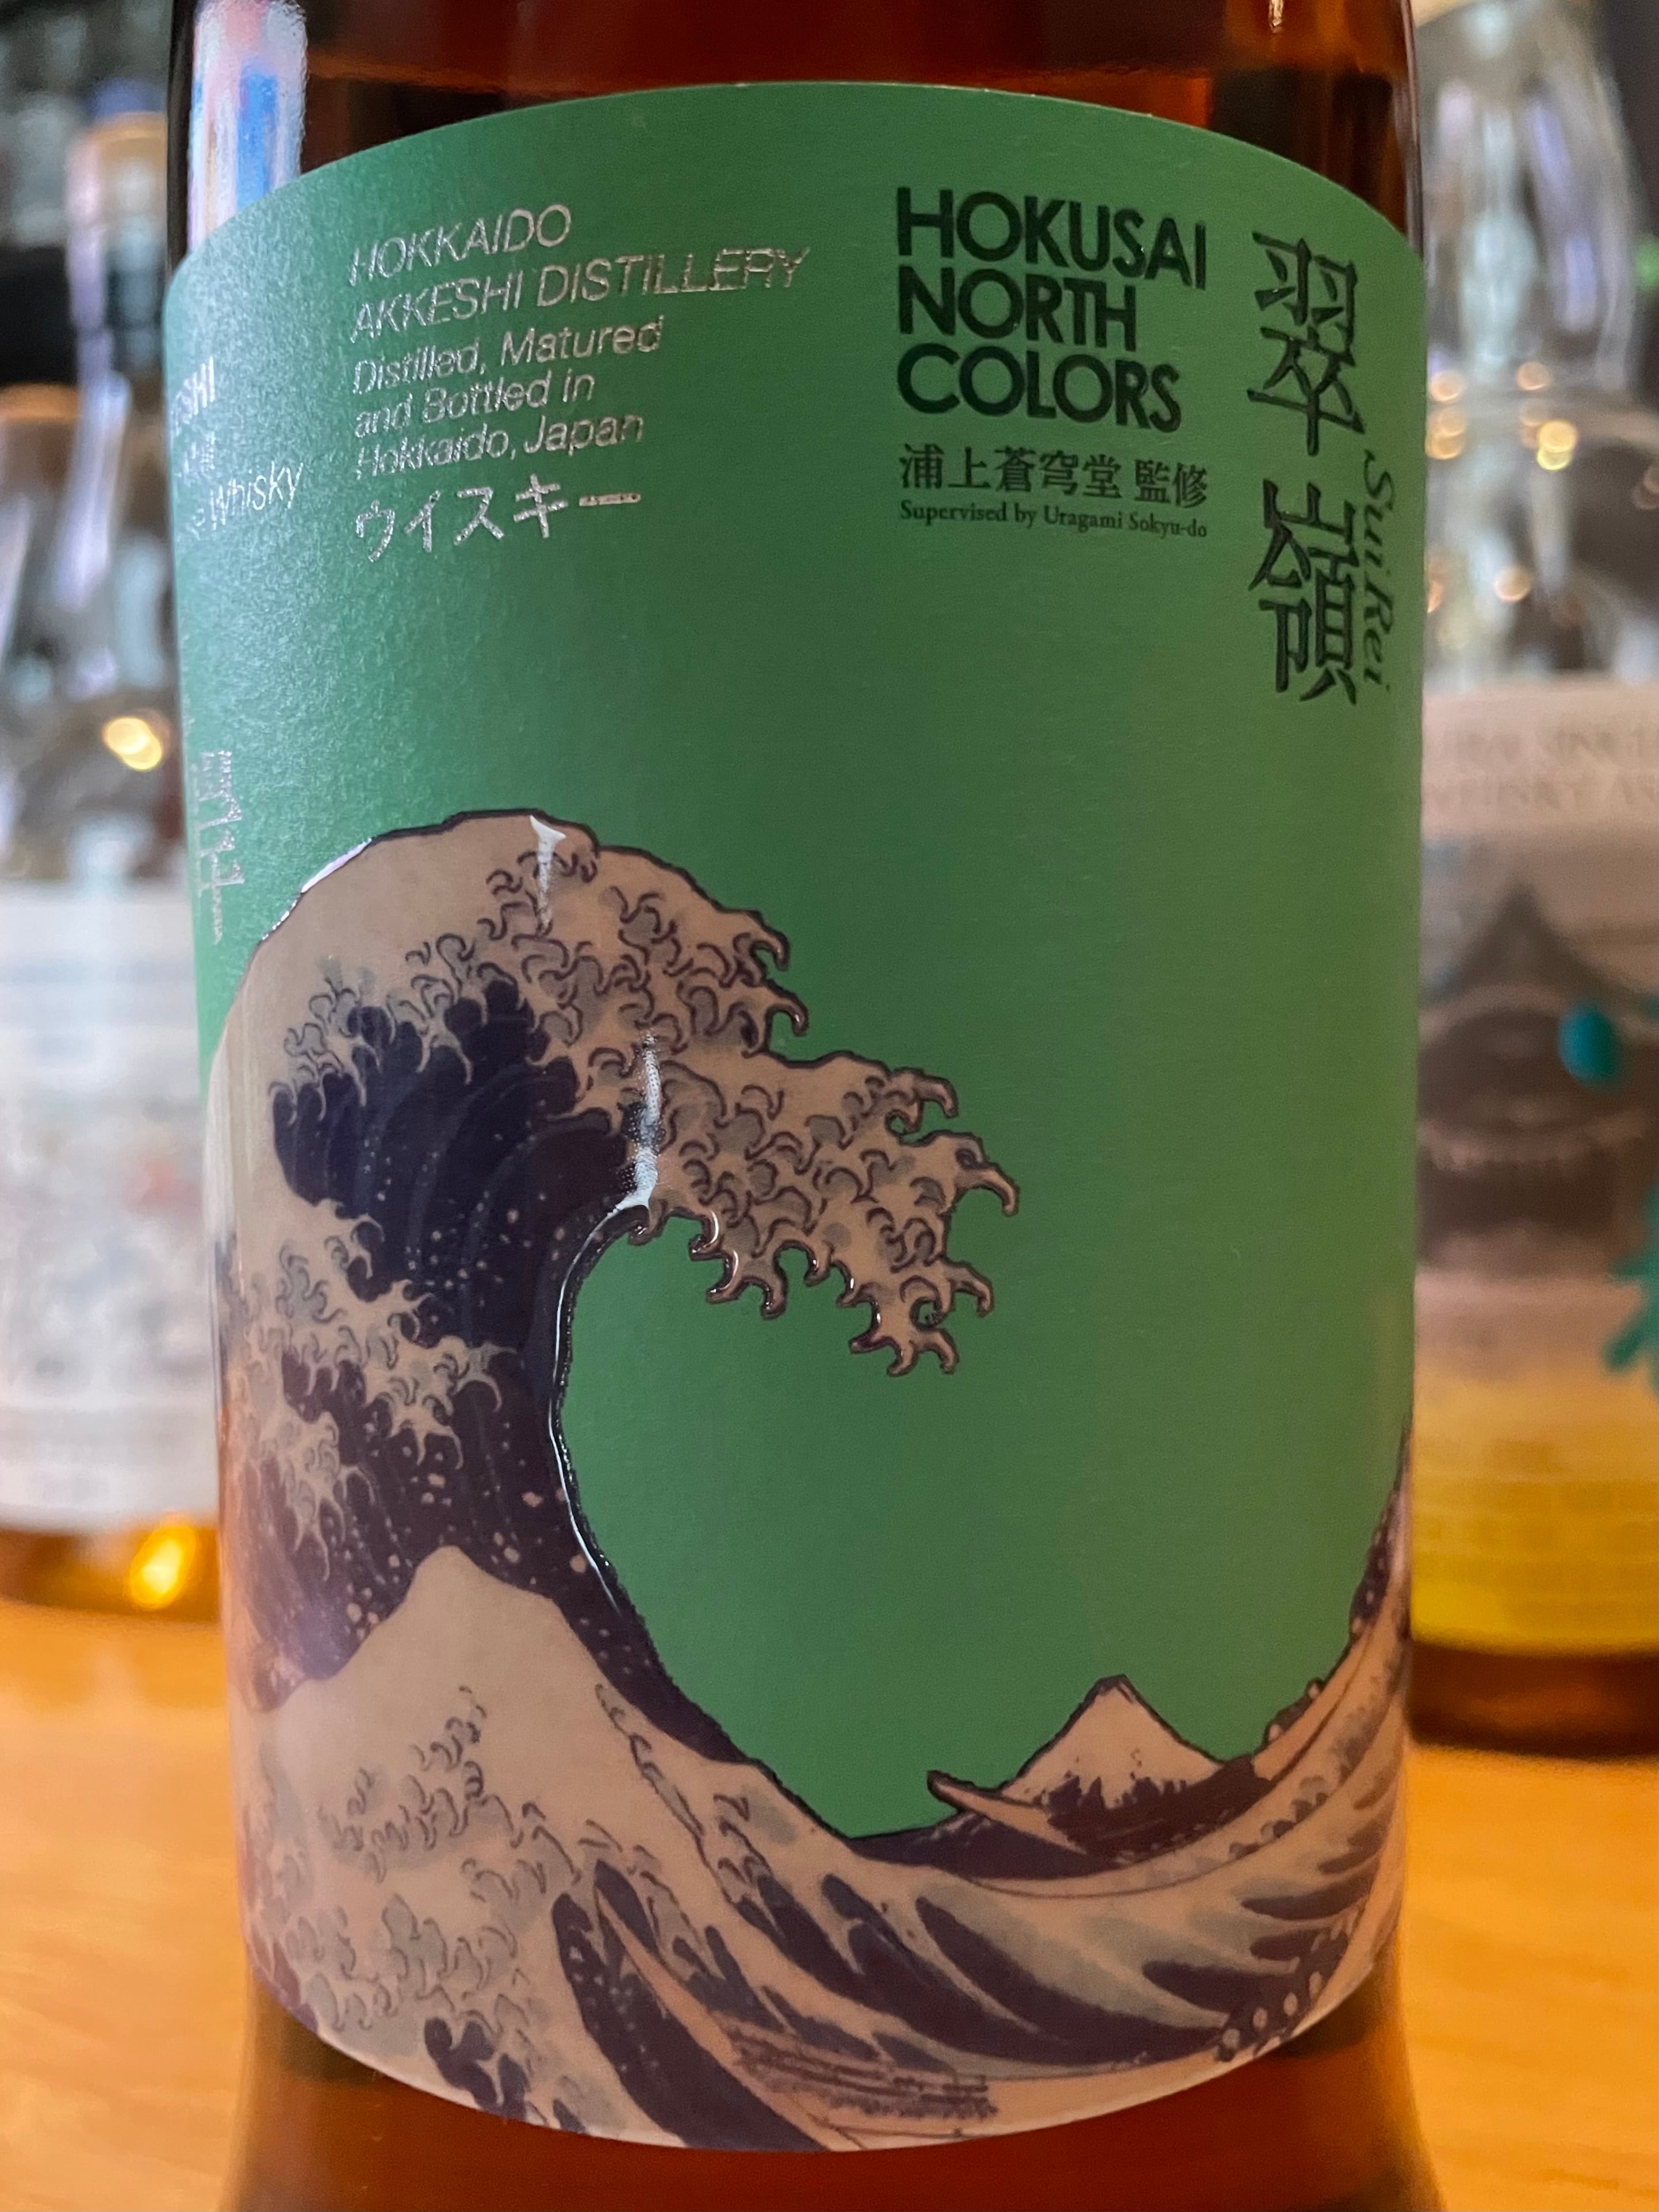 HOKKAIDO
AKKESHI DISTILLERY
Distilled, Matured
and Bottled in
Hokkaido, Japan
ウイスキー
Whisky
HOKUSAI
NORTH
COLORS
浦上蒼穹堂 監修
Supervised by Uragami Sokyu-do
翠嶺
SuiRei